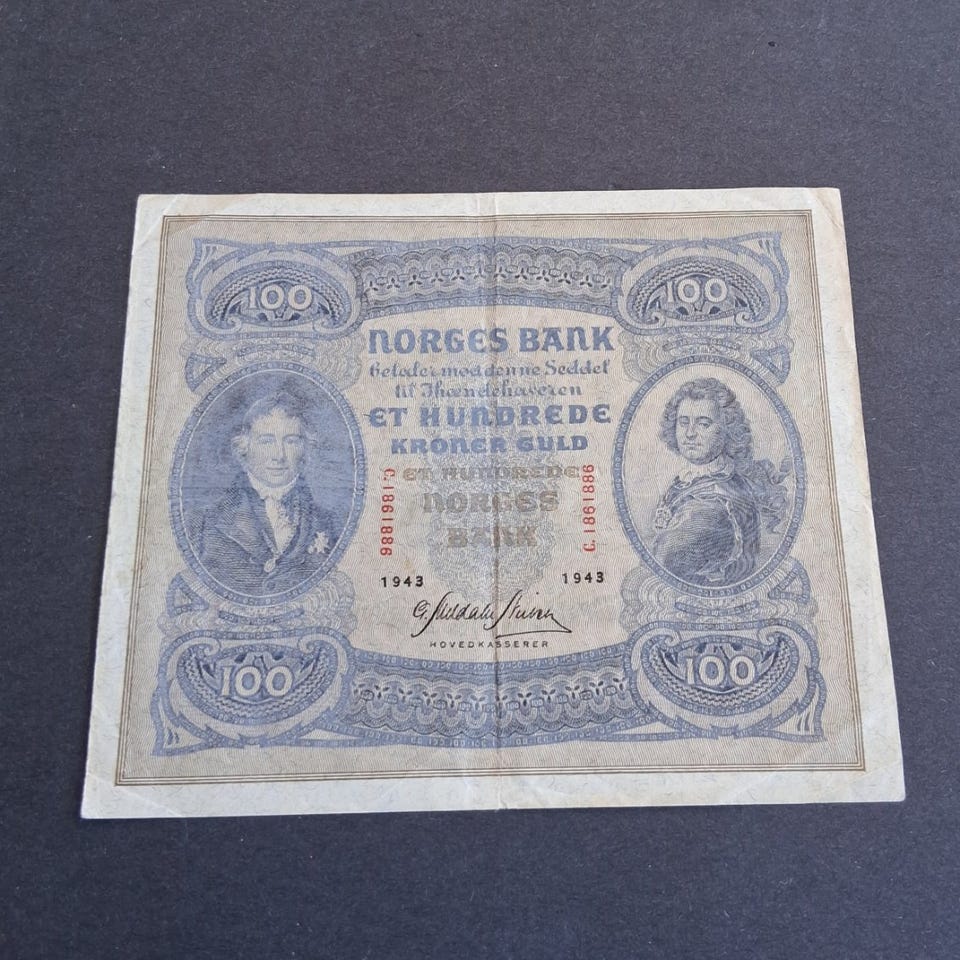 100 100
NORGES BANK
betaler mod denne Seddel
til Ihændehaveren
ET HUNDREDE
KRONER GULD
ET HUNDREDE
NORGES
BANK
C.1861886 C.1861886
1943 1943
HOVEDKASSERER
100 100